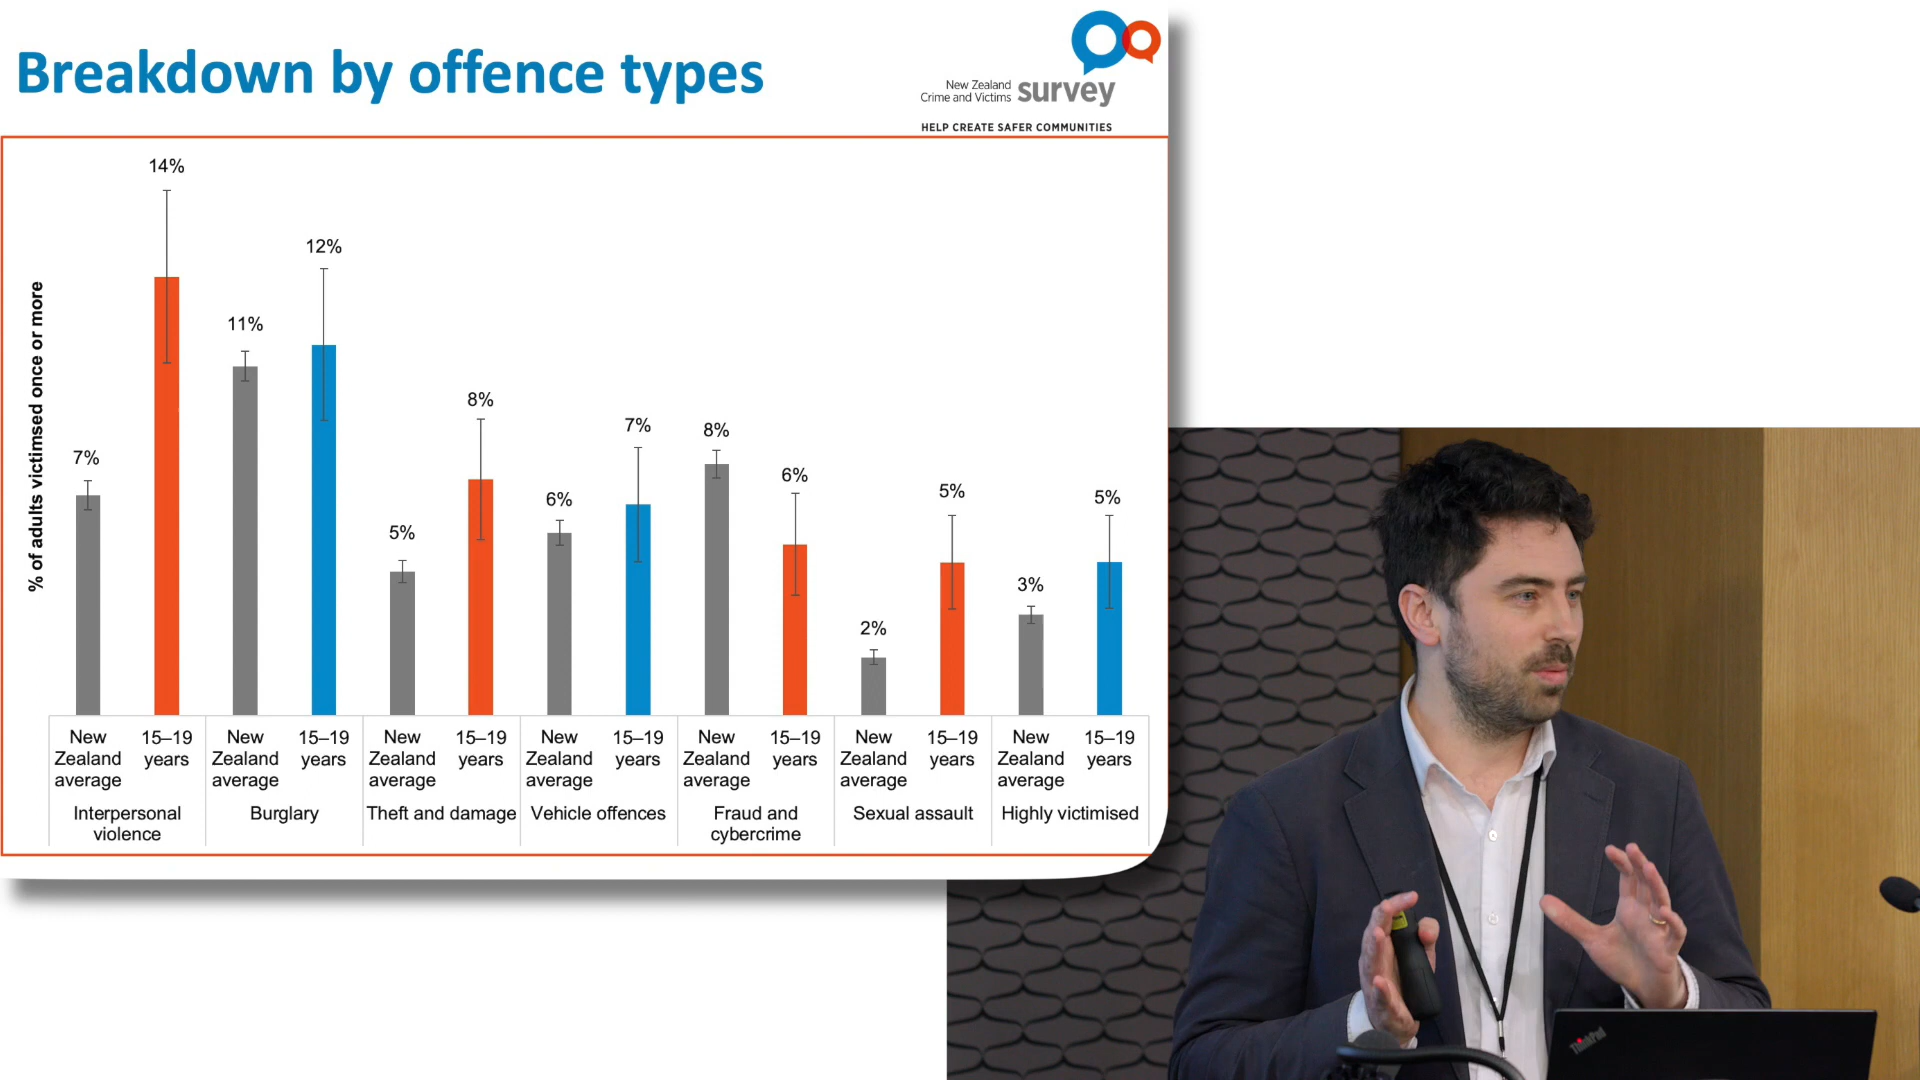 Breakdown by offence types
New Zealand
Crime and Victims survey
HELP CREATE SAFER COMMUNITIES
% of adults victimsed once or more
7%
14%
11%
12%
5%
8%
6%
7%
8%
6%
2%
5%
3%
5%
New
Zealand
average
15–19
years
New
Zealand
average
15–19
years
New
Zealand
average
15–19
years
New
Zealand
average
15–19
years
New
Zealand
average
15–19
years
New
Zealand
average
15–19
years
New
Zealand
average
15–19
years
Interpersonal
violence
Burglary
Theft and damage
Vehicle offences
Fraud and
cybercrime
Sexual assault
Highly victimised
ThinkPad